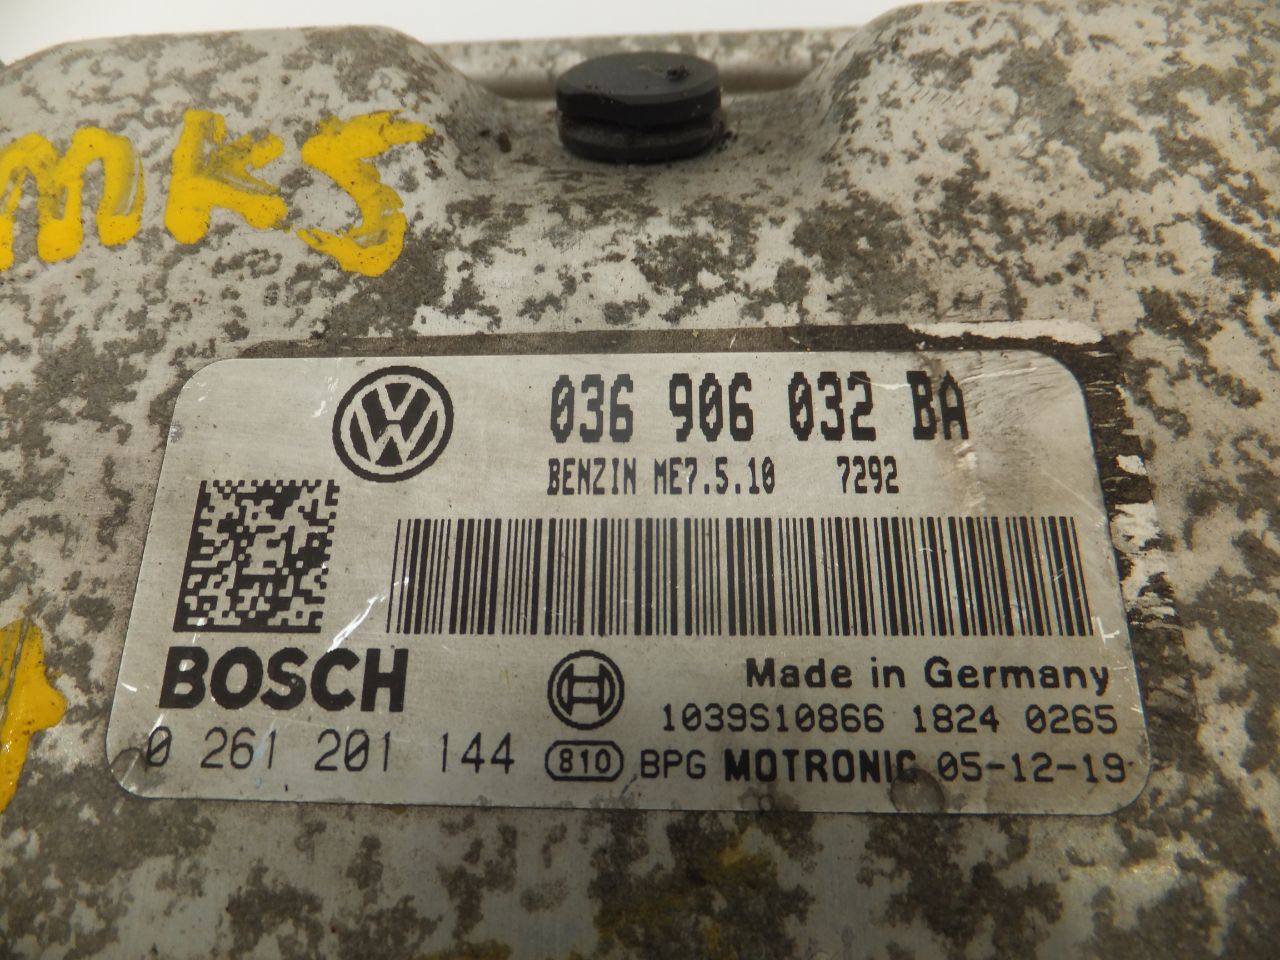 MK5
036 906 032 BA
BENZIN ME7.5.10 7292
BOSCH
Made in Germany
1039S10866 1824 0265
0 261 201 144
810 BPG MOTRONIC 05-12-19